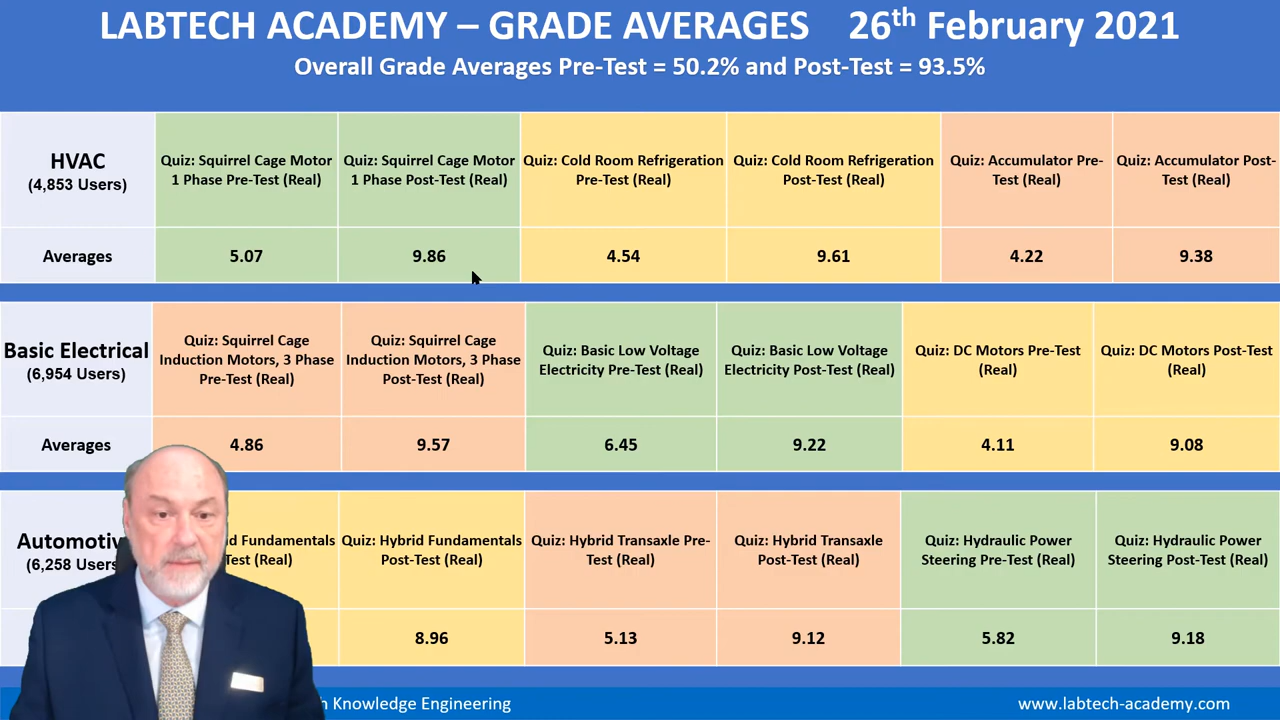 LABTECH ACADEMY – GRADE AVERAGES 26th February 2021
Overall Grade Averages Pre-Test = 50.2% and Post-Test = 93.5%
HVAC
(4,853 Users)
Quiz: Squirrel Cage Motor
1 Phase Pre-Test (Real)
Quiz: Squirrel Cage Motor
1 Phase Post-Test (Real)
Quiz: Cold Room Refrigeration
Pre-Test (Real)
Quiz: Cold Room Refrigeration
Post-Test (Real)
Quiz: Accumulator Pre-
Test (Real)
Quiz: Accumulator Post-
Test (Real)
Averages
5.07
9.86
4.54
9.61
4.22
9.38
Basic Electrical
(6,954 Users)
Quiz: Squirrel Cage
Induction Motors, 3 Phase
Pre-Test (Real)
Quiz: Squirrel Cage
Induction Motors, 3 Phase
Post-Test (Real)
Quiz: Basic Low Voltage
Electricity Pre-Test (Real)
Quiz: Basic Low Voltage
Electricity Post-Test (Real)
Quiz: DC Motors Pre-Test
(Real)
Quiz: DC Motors Post-Test
(Real)
Averages
4.86
9.57
6.45
9.22
4.11
9.08
Automotiv
(6,258 Users
Fundamentals
Test (Real)
Quiz: Hybrid Fundamentals
Post-Test (Real)
Quiz: Hybrid Transaxle Pre-
Test (Real)
Quiz: Hybrid Transaxle
Post-Test (Real)
Quiz: Hydraulic Power
Steering Pre-Test (Real)
Quiz: Hydraulic Power
Steering Post-Test (Real)
8.96
5.13
9.12
5.82
9.18
Knowledge Engineering
www.labtech-academy.com